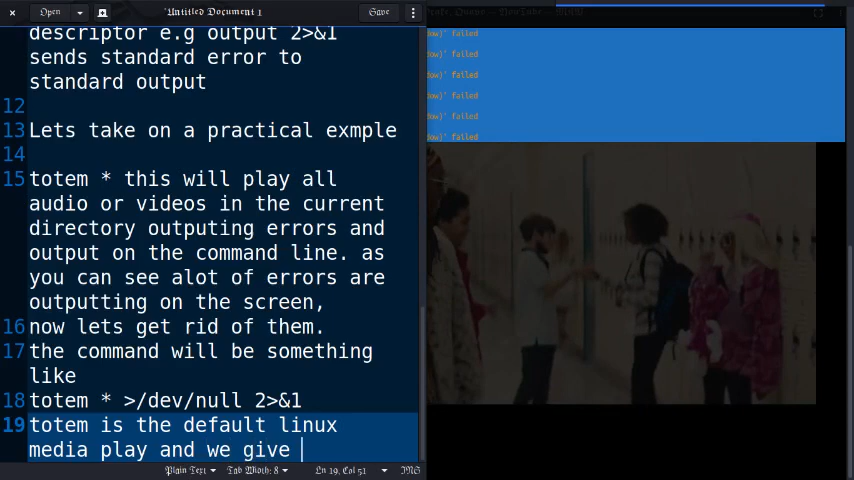 Open
Untitled Document 1
Save
descriptor e.g output 2>&1
sends standard error to
standard output
12
13 Lets take on a practical exmple
14
15 totem * this will play all
audio or videos in the current
directory outputing errors and
output on the command line. as
you can see alot of errors are
outputting on the screen,
16 now lets get rid of them.
17 the command will be something
like
18 totem * >/dev/null 2>&1
19 totem is the default linux
media play and we give
Plain Text
Tab Width: 8
Ln 19, Col 51
INS
failed
failed
failed
failed
failed
failed